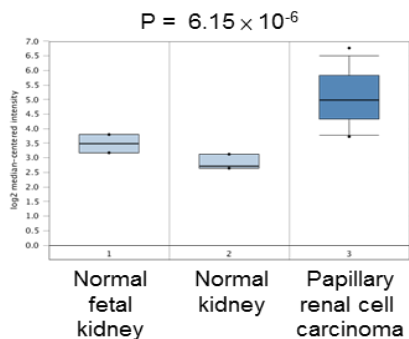 P = 6.15 × 10⁻⁶
log2 median-centered intensity
7.0
6.5
6.0
5.5
5.0
4.5
4.0
3.5
3.0
2.5
2.0
1.5
1.0
0.5
0.0
1 2 3
Normal fetal kidney
Normal kidney
Papillary renal cell carcinoma